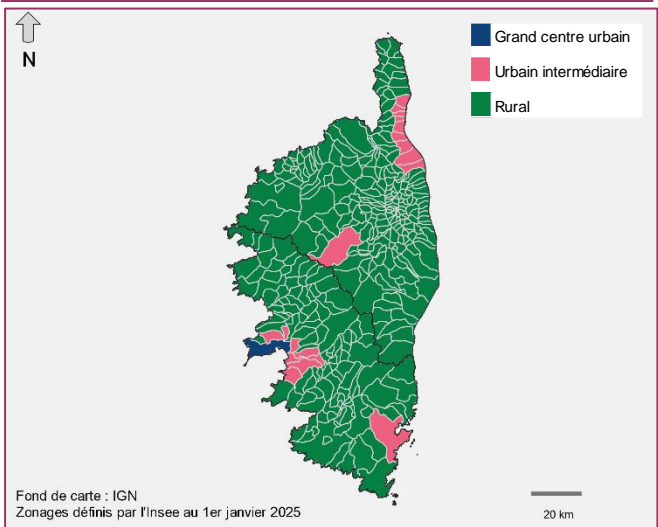 N
Grand centre urbain
Urbain intermédiaire
Rural
Fond de carte : IGN
Zonages définis par l'Insee au 1er janvier 2025
20 km